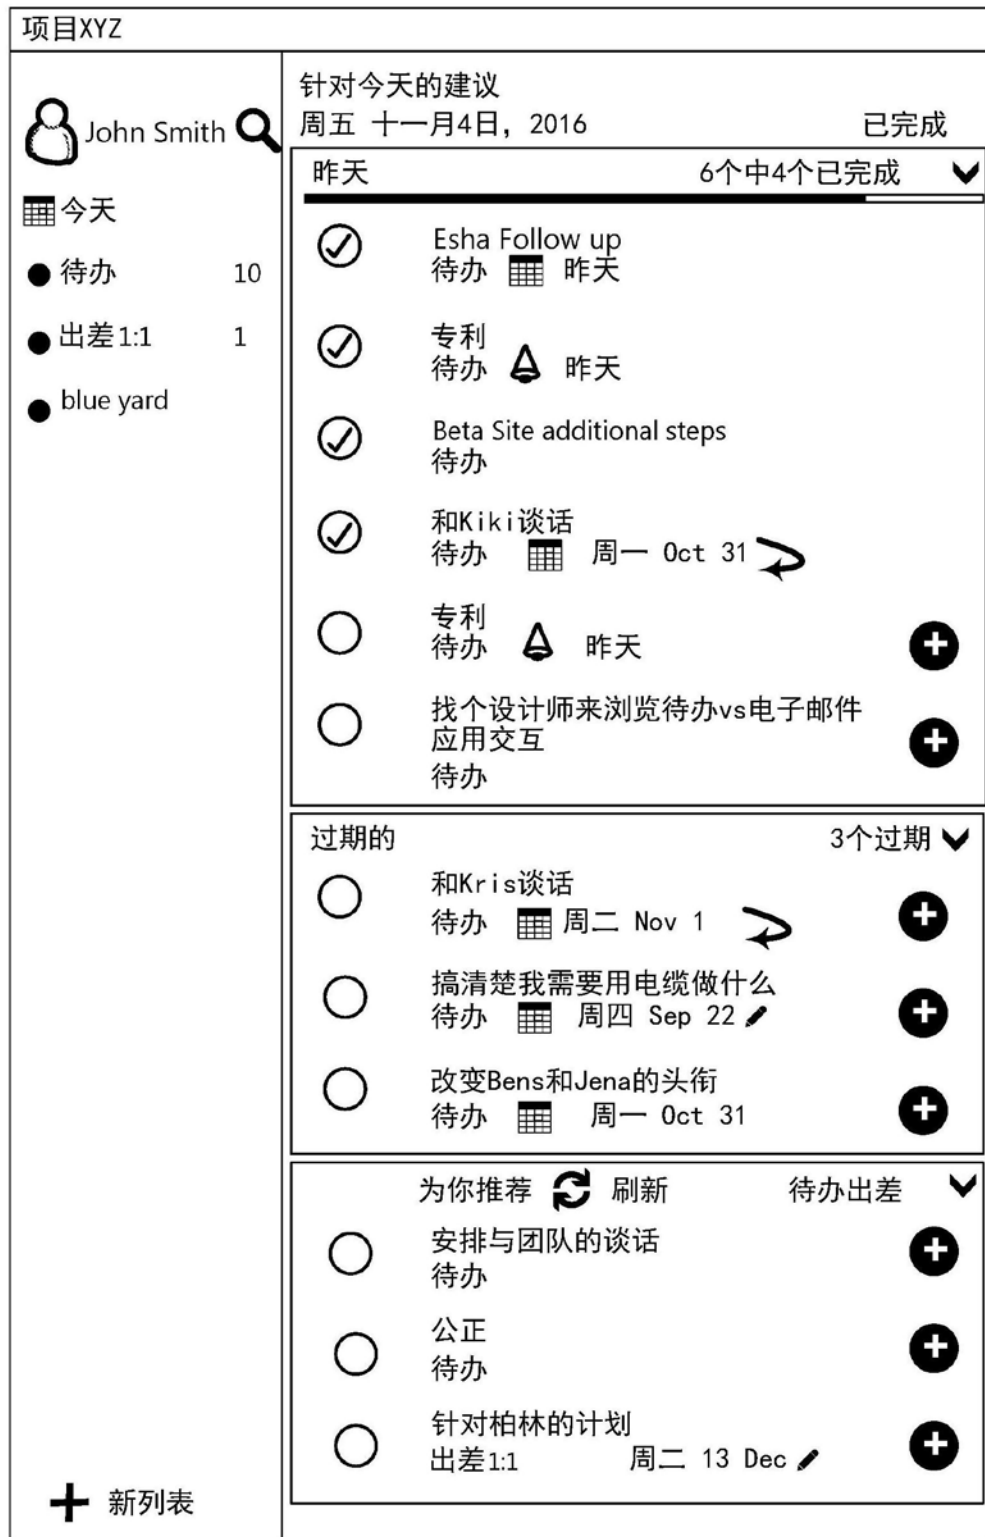 项目XYZ
John Smith
今天
待办 10
出差1:1 1
blue yard
新列表
针对今天的建议
周五 十一月4日，2016 已完成
昨天 6个中4个已完成
Esha Follow up
待办 昨天
专利
待办 昨天
Beta Site additional steps
待办
和Kiki谈话
待办 周一 Oct 31
专利
待办 昨天
找个设计师来浏览待办vs电子邮件
应用交互
待办
过期的 3个过期
和Kris谈话
待办 周二 Nov 1
搞清楚我需要用电缆做什么
待办 周四 Sep 22
改变Bens和Jena的头衔
待办 周一 Oct 31
为你推荐 刷新 待办出差
安排与团队的谈话
待办
公正
待办
针对柏林的计划
出差1:1 周二 13 Dec